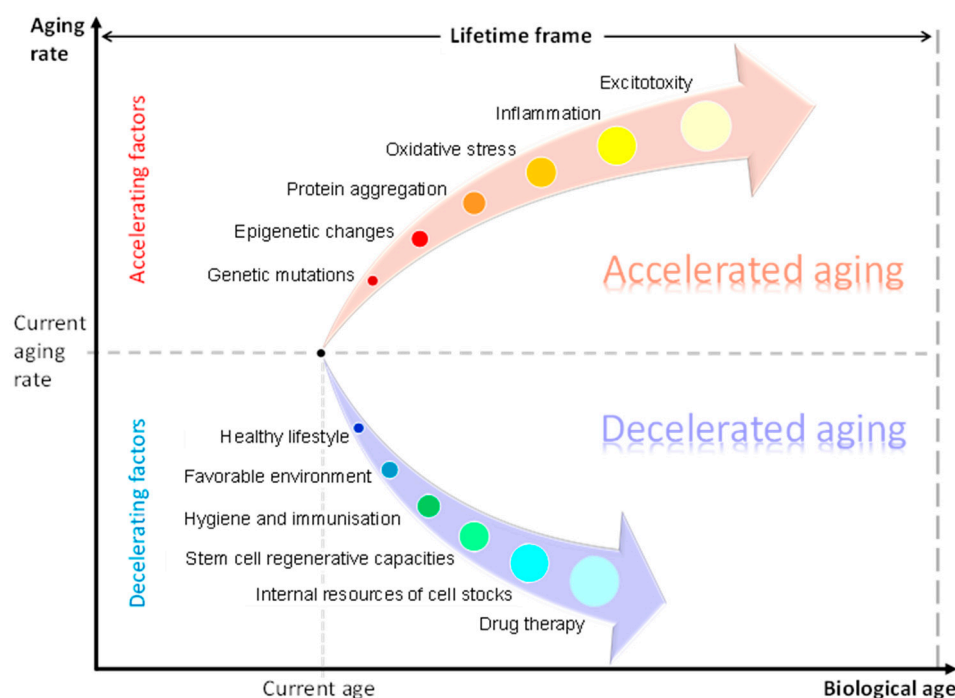 Aging
rate
Lifetime frame
Accelerating factors
Excitotoxity
Inflammation
Oxidative stress
Protein aggregation
Epigenetic changes
Genetic mutations
Accelerated aging
Current
aging
rate
Decelerating factors
Decelerated aging
Healthy lifestyle
Favorable environment
Hygiene and immunisation
Stem cell regenerative capacities
Internal resources of cell stocks
Drug therapy
Current age
Biological age